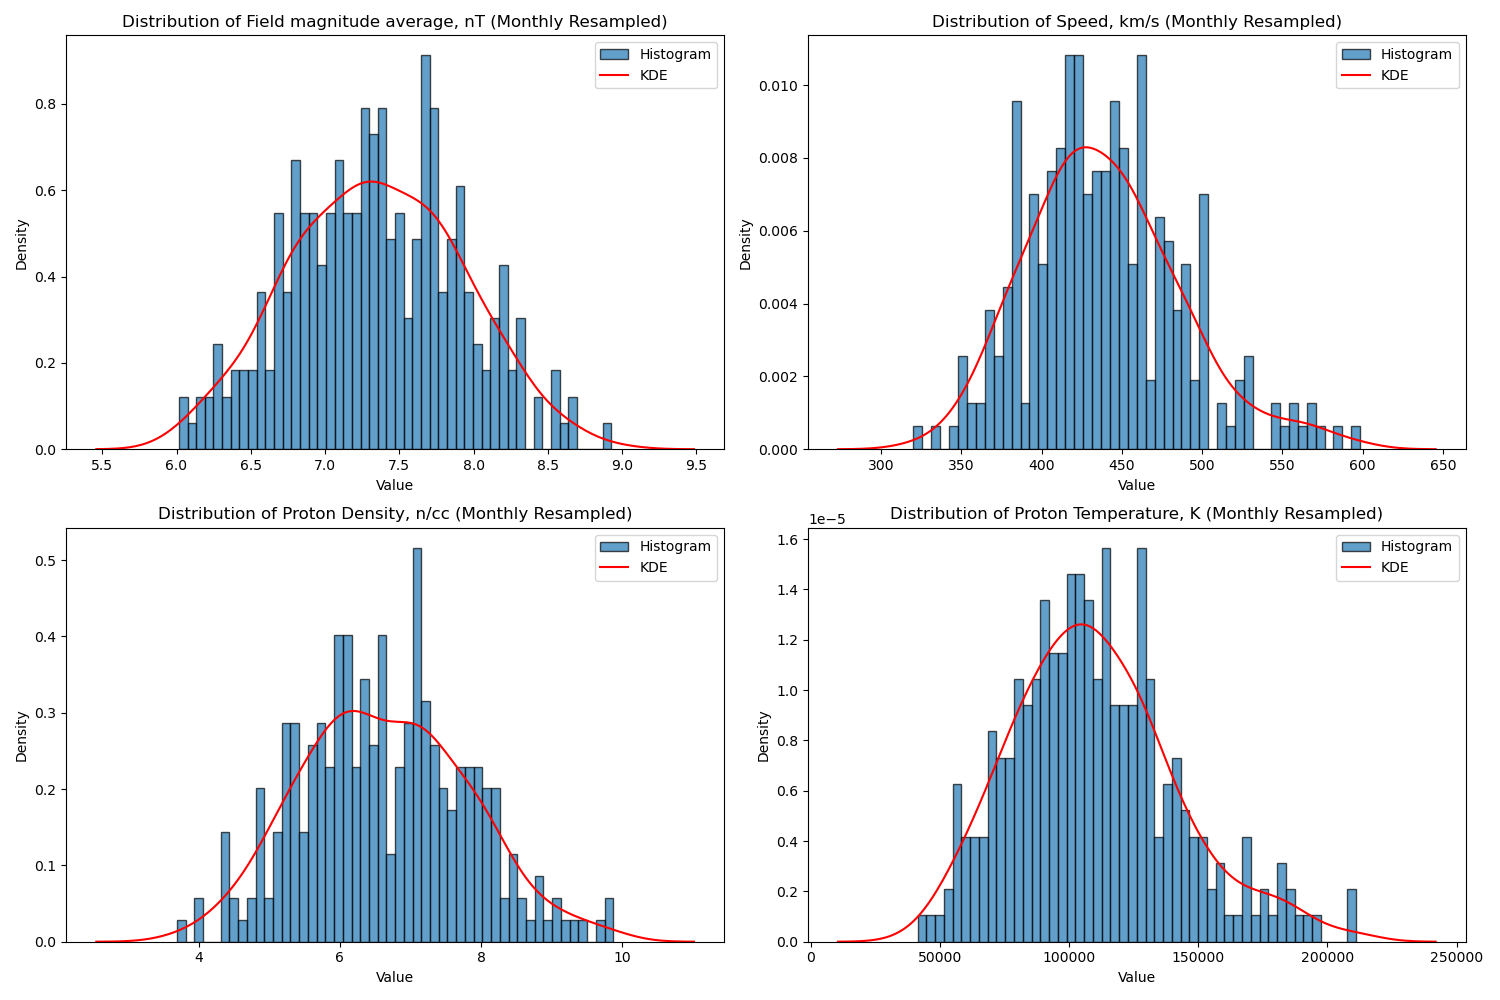 Distribution of Field magnitude average, nT (Monthly Resampled)
Histogram
KDE
Density
0.8
0.6
0.4
0.2
0.0
5.5 6.0 6.5 7.0 7.5 8.0 8.5 9.0 9.5
Value
Distribution of Speed, km/s (Monthly Resampled)
Histogram
KDE
Density
0.010
0.008
0.006
0.004
0.002
0.000
300 350 400 450 500 550 600 650
Value
Distribution of Proton Density, n/cc (Monthly Resampled)
Histogram
KDE
Density
0.5
0.4
0.3
0.2
0.1
0.0
4 6 8 10
Value
Distribution of Proton Temperature, K (Monthly Resampled)
1e−5
Histogram
KDE
Density
1.6
1.4
1.2
1.0
0.8
0.6
0.4
0.2
0.0
0 50000 100000 150000 200000 250000
Value